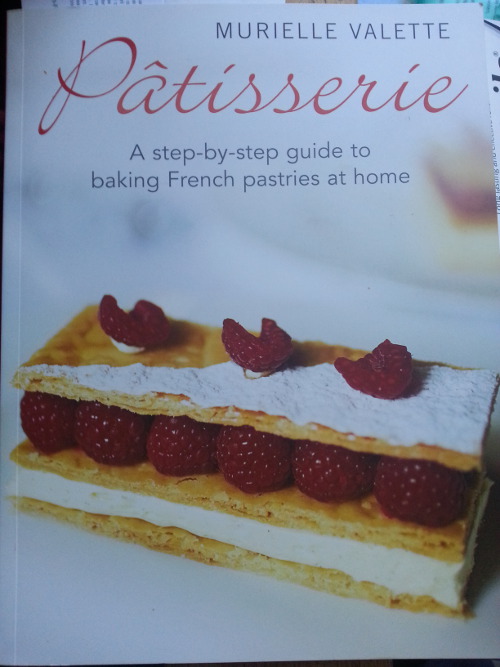 MURIELLE VALETTE
Pâtisserie
A step-by-step guide to
baking French pastries at home